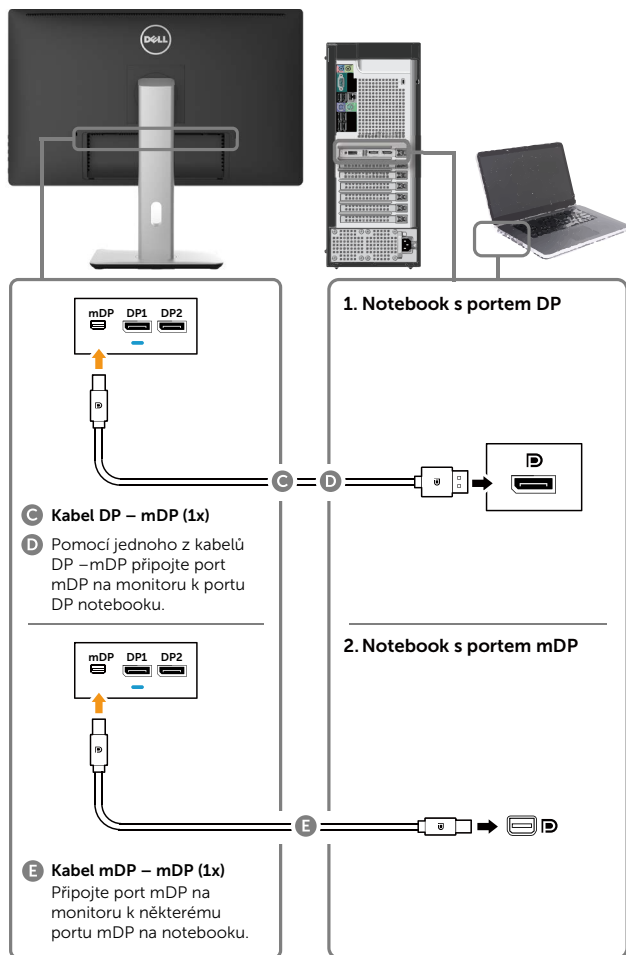 DELL
mDP DP1 DP2
1. Notebook s portem DP
C D
C Kabel DP – mDP (1x)
D Pomocí jednoho z kabelů
DP –mDP připojte port
mDP na monitoru k portu
DP notebooku.
mDP DP1 DP2
2. Notebook s portem mDP
E
E Kabel mDP – mDP (1x)
Připojte port mDP na
monitoru k některému
portu mDP na notebooku.